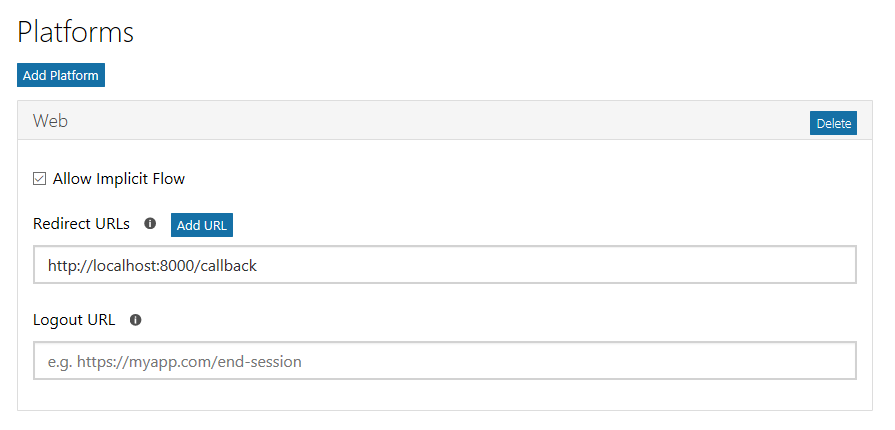 Platforms
Add Platform
Web
Delete
Allow Implicit Flow
Redirect URLs
Add URL
http://localhost:8000/callback
Logout URL
e.g. https://myapp.com/end-session